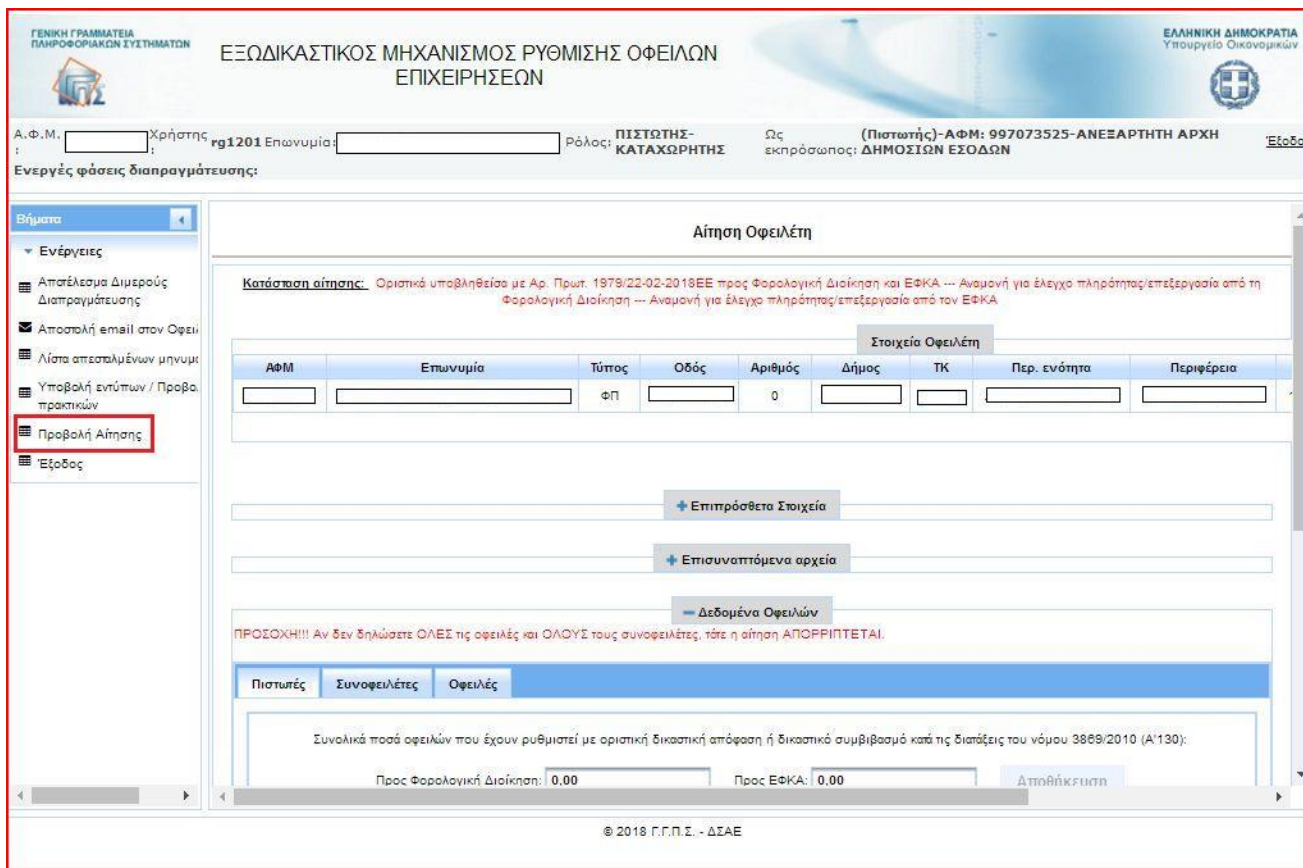 ΓΕΝΙΚΗ ΓΡΑΜΜΑΤΕΙΑ
ΠΛΗΡΟΦΟΡΙΑΚΩΝ ΣΥΣΤΗΜΑΤΩΝ
ΕΞΩΔΙΚΑΣΤΙΚΟΣ ΜΗΧΑΝΙΣΜΟΣ ΡΥΘΜΙΣΗΣ ΟΦΕΙΛΩΝ
ΕΠΙΧΕΙΡΗΣΕΩΝ
ΕΛΛΗΝΙΚΗ ΔΗΜΟΚΡΑΤΙΑ
Υπουργείο Οικονομικών
Α.Φ.Μ. : Χρήστης : rg1201 Επωνυμία: Ρόλος: ΠΙΣΤΩΤΗΣ-ΚΑΤΑΧΩΡΗΤΗΣ Ως εκπρόσωπος: (Πιστωτής)-ΑΦΜ: 997073525-ΑΝΕΞΑΡΤΗΤΗ ΑΡΧΗ ΔΗΜΟΣΙΩΝ ΕΣΟΔΩΝ Έξοδο
Ενεργές φάσεις διαπραγμάτευσης:
Βήματα
Ενέργειες
Αποτέλεσμα Διμερούς
Διαπραγμάτευσης
Αποστολή email στον Οφειλ
Λίστα απεσταλμένων μηνυμα
Υποβολή εντύπων / Προβολ
πρακτικών
Προβολή Αίτησης
Έξοδος
Αίτηση Οφειλέτη
Κατάσταση αίτησης: Οριστικά υποβληθείσα με Αρ. Πρωτ. 1979/22-02-2018ΕΕ προς Φορολογική Διοίκηση και ΕΦΚΑ --- Αναμονή για έλεγχο πληρότητας/επεξεργασία από τη
Φορολογική Διοίκηση --- Αναμονή για έλεγχο πληρότητας/επεξεργασία από τον ΕΦΚΑ
Στοιχεία Οφειλέτη
ΑΦΜ Επωνυμία Τύπος Οδός Αριθμός Δήμος ΤΚ Περ. ενότητα Περιφέρεια
ΦΠ 0
Επιπρόσθετα Στοιχεία
Επισυναπτόμενα αρχεία
Δεδομένα Οφειλών
ΠΡΟΣΟΧΗ!!! Αν δεν δηλώσετε ΟΛΕΣ τις οφειλές και ΟΛΟΥΣ τους συνοφειλέτες, τότε η αίτηση ΑΠΟΡΡΙΠΤΕΤΑΙ.
Πιστωτές Συνοφειλέτες Οφειλές
Συνολικά ποσά οφειλών που έχουν ρυθμιστεί με οριστική δικαστική απόφαση ή δικαστικό συμβιβασμό κατά τις διατάξεις του νόμου 3869/2010 (Α'130):
Προς Φορολογική Διοίκηση: 0,00 Προς ΕΦΚΑ: 0,00 Αποθήκευση
© 2018 Γ.Γ.Π.Σ. - ΔΣΑΕ